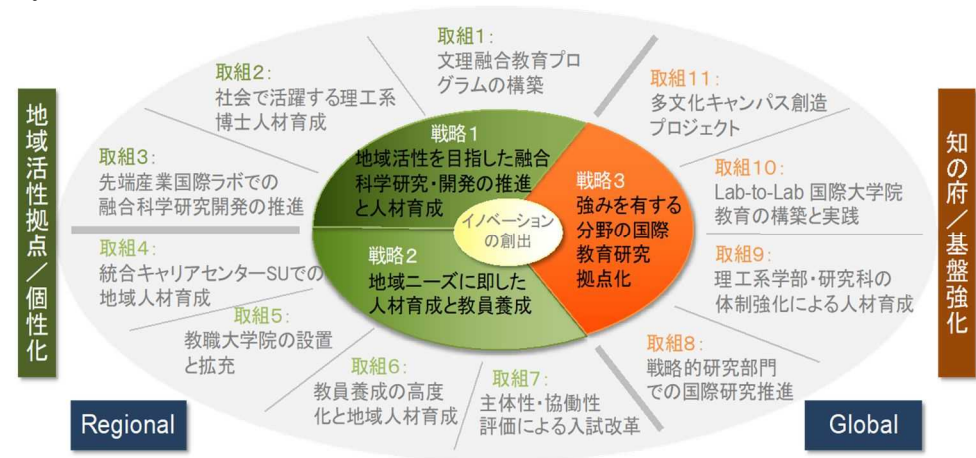 取組1:
文理融合教育プロ
グラムの構築
取組2:
社会で活躍する理工系
博士人材育成
取組3:
先端産業国際ラボでの
融合科学研究開発の推進
取組4:
統合キャリアセンターSUでの
地域人材育成
取組5:
教職大学院の設置
と拡充
取組6:
教員養成の高度
化と地域人材育成
取組7:
主体性・協働性
評価による入試改革
取組8:
戦略的研究部門
での国際研究推進
取組9:
理工系学部・研究科の
体制強化による人材育成
取組10:
Lab-to-Lab 国際大学院
教育の構築と実践
取組11:
多文化キャンパス創造
プロジェクト
戦略1
地域活性を目指した融合
科学研究・開発の推進
と人材育成
戦略2
地域ニーズに即した
人材育成と教員養成
戦略3
強みを有する
分野の国際
教育研究
拠点化
イノベーション
の創出
地域活性拠点/個性化
知の府/基盤強化
Regional
Global